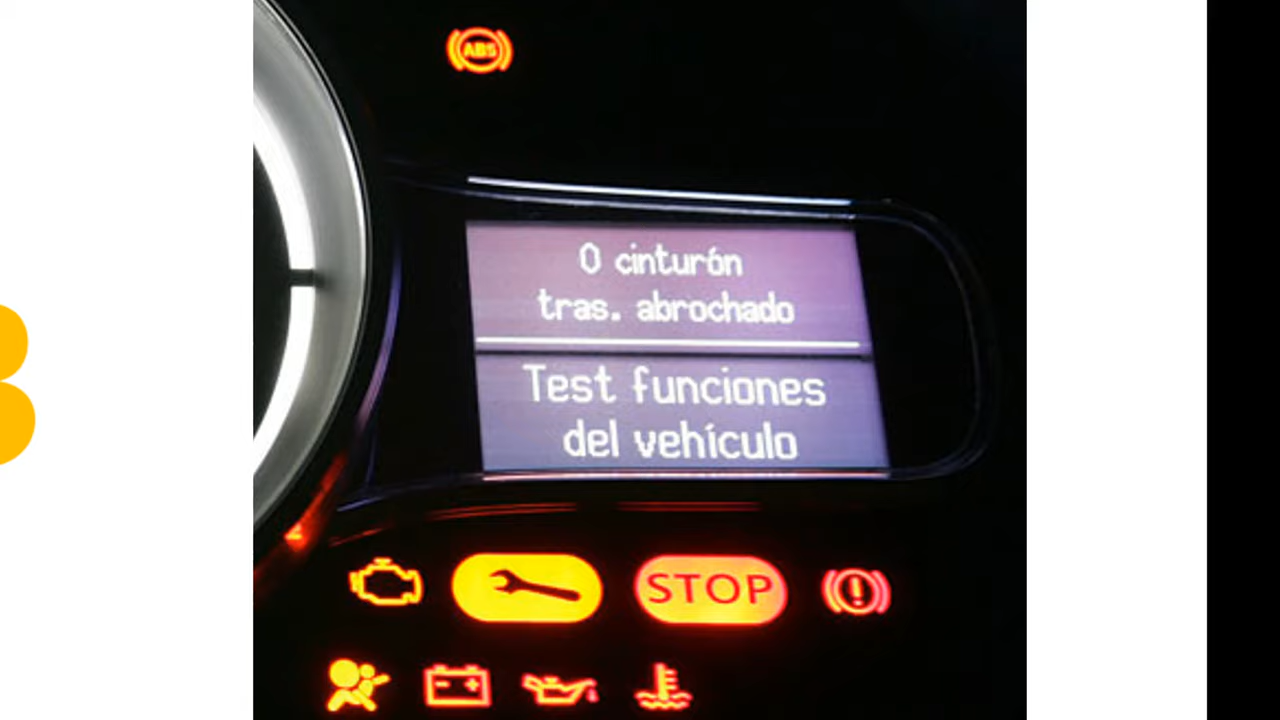 ABS
0 cinturón
tras. abrochado
Test funciones
del vehículo
STOP